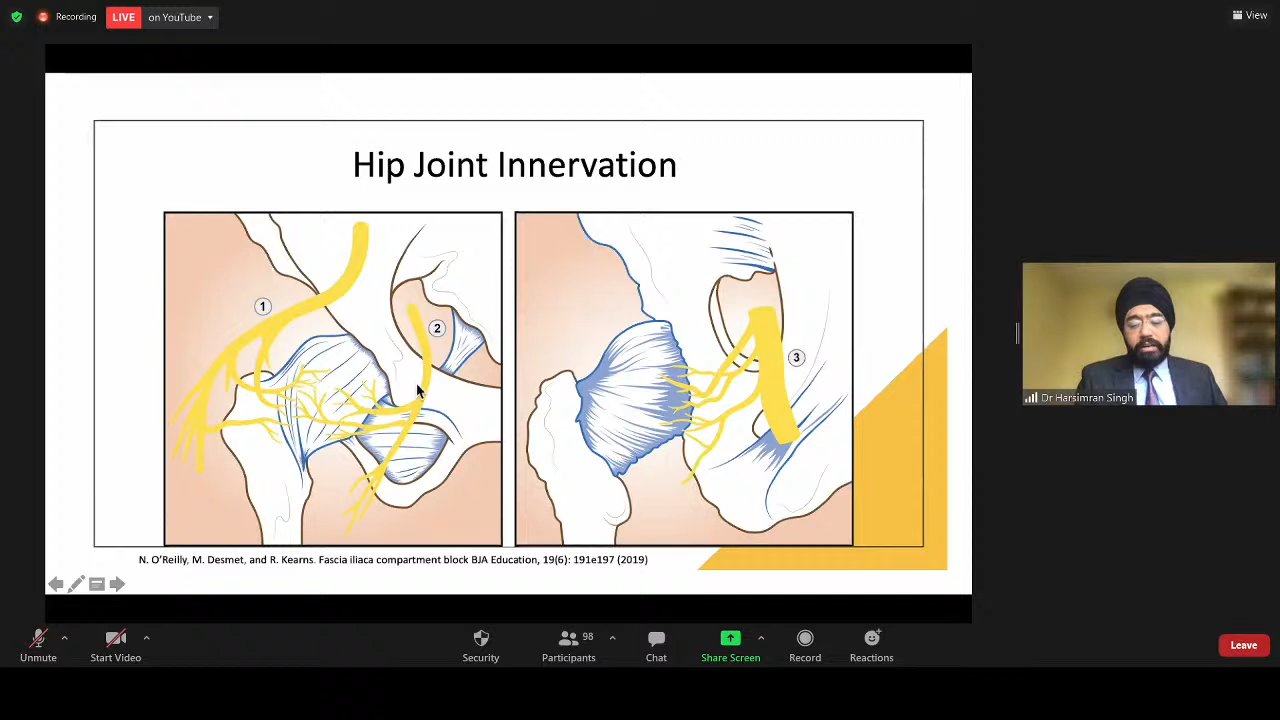 Recording
LIVE on YouTube
View
Hip Joint Innervation
1
2
3
N. O'Reilly, M. Desmet, and R. Kearns. Fascia iliaca compartment block BJA Education, 19(6): 191e197 (2019)
Dr Harsimran Singh
Unmute
Start Video
Security
98
Participants
Chat
Share Screen
Record
Reactions
Leave